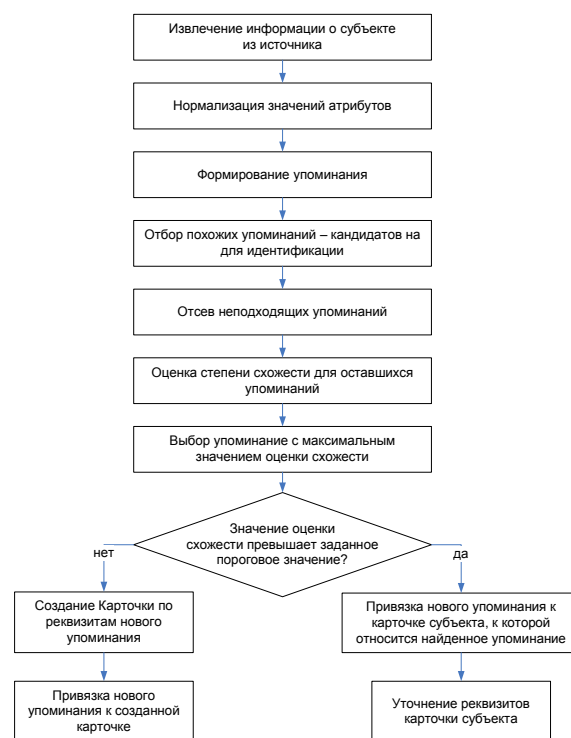 Извлечение информации о субъекте
из источника
Нормализация значений атрибутов
Формирование упоминания
Отбор похожих упоминаний – кандидатов на
для идентификации
Отсев неподходящих упоминаний
Оценка степени схожести для оставшихся
упоминаний
Выбор упоминание с максимальным
значением оценки схожести
Значение оценки
схожести превышает заданное
пороговое значение?
нет
да
Создание Карточки по
реквизитам нового
упоминания
Привязка нового упоминания к
карточке субъекта, к которой
относится найденное упоминание
Привязка нового
упоминания к созданной
карточке
Уточнение реквизитов
карточки субъекта